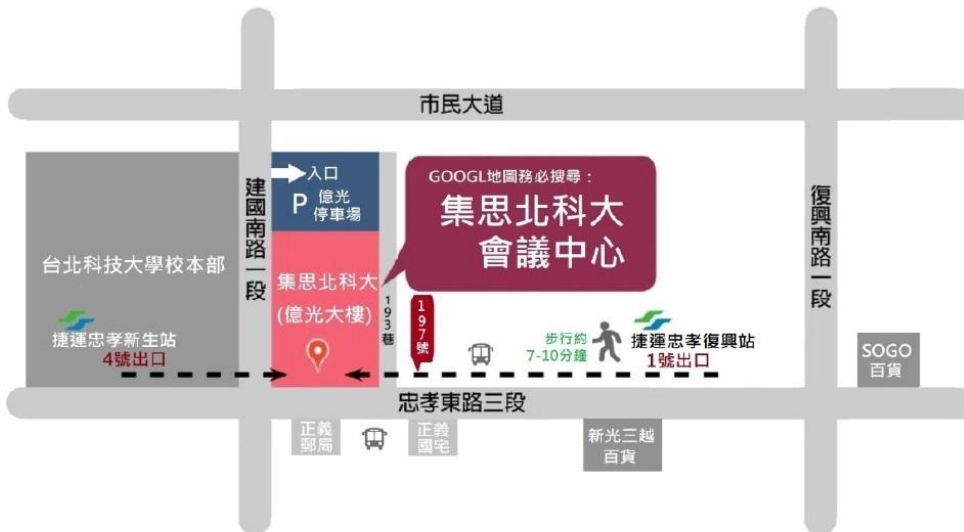 市民大道
建國南路一段
復興南路一段
入口
P 億光
停車場
GOOGL地圖務必搜尋：
集思北科大
會議中心
台北科技大學校本部
集思北科大
(億光大樓)
193巷
197號
捷運忠孝新生站
4號出口
步行約
7-10分鐘
捷運忠孝復興站
1號出口
SOGO
百貨
忠孝東路三段
正義
郵局
正義
國宅
新光三越
百貨